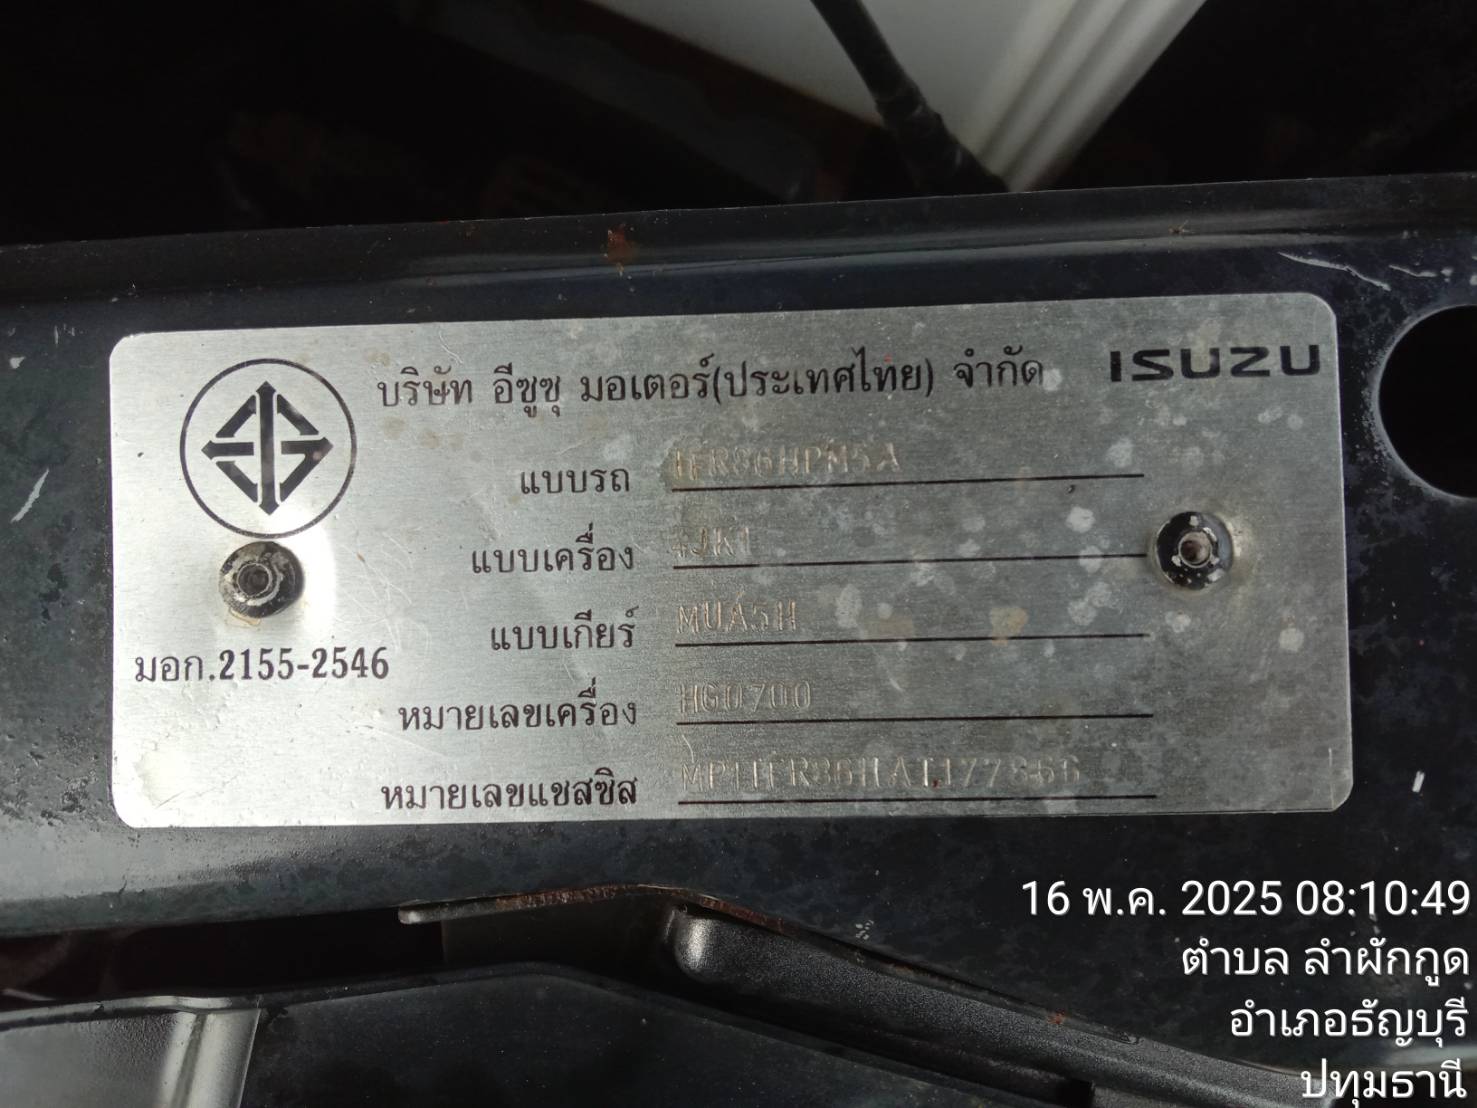 บริษัท อีซูซุ มอเตอร์(ประเทศไทย) จำกัด ISUZU
แบบรถ TFR86HPM5A
แบบเครื่อง 4JK1
แบบเกียร์ MUA5H
มอก.2155-2546
หมายเลขเครื่อง HG0700
หมายเลขแชสซิส MP1TFR86HAT177866
16 พ.ค. 2025 08:10:49
ตำบล ลำผักกูด
อำเภอธัญบุรี
ปทุมธานี